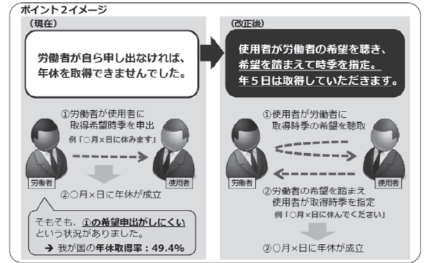 ポイント2イメージ
(現在)
労働者が自ら申し出なければ、
年休を取得できませんでした。
①労働者が使用者に
取得希望時季を申出
例「○月×日に休みます」
労働者
使用者
②○月×日に年休が成立
そもそも、①の希望申出がしにくい
という状況がありました。
→ 我が国の年休取得率:49.4%
(改正後)
使用者が労働者の希望を聴き、
希望を踏まえて時季を指定。
年5日は取得していただきます。
①使用者が労働者に
取得時季の希望を聴取
労働者
使用者
②労働者の希望を踏まえ
使用者が取得時季を指定
例「○月×日に休んでください」
③○月×日に年休が成立